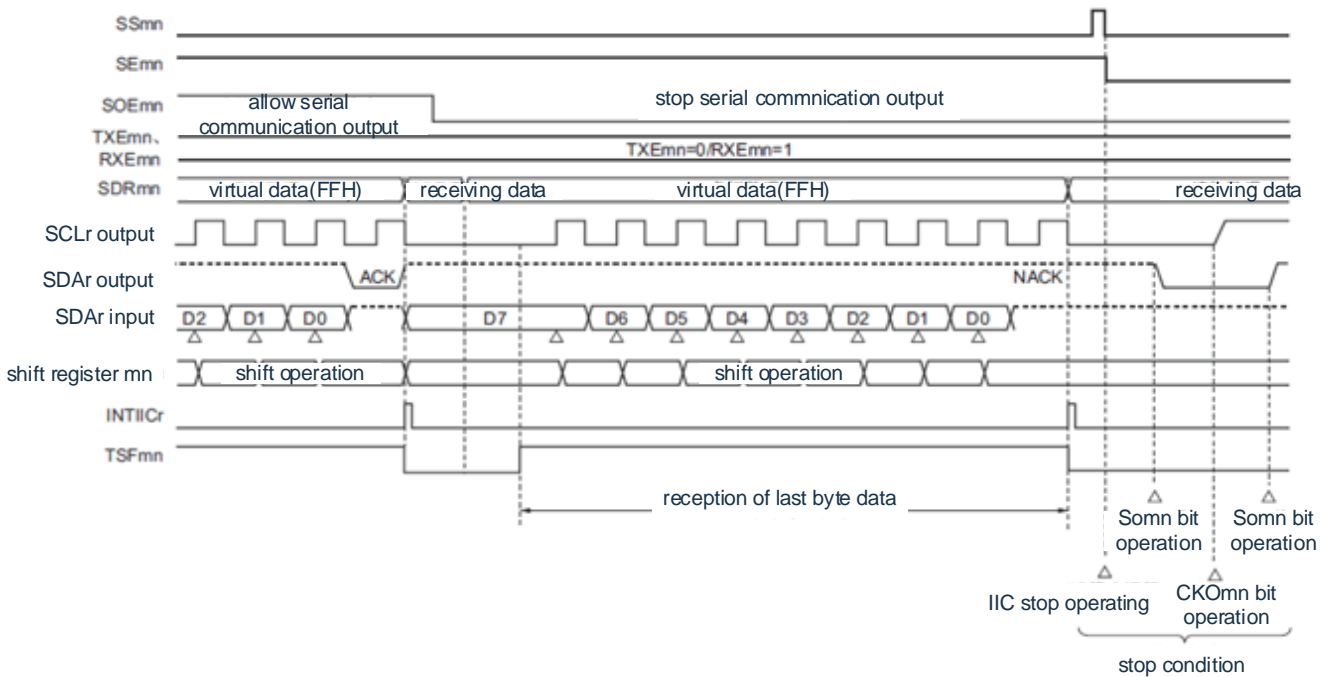 SSmn
SEmn
SOEmn
allow serial
communication output
stop serial commnication output
TXEmn、
RXEmn
TXEmn=0/RXEmn=1
SDRmn
virtual data(FFH)
receiving data
virtual data(FFH)
receiving data
SCLr output
SDAr output
ACK
NACK
SDAr input
D2 D1 D0 D7 D6 D5 D4 D3 D2 D1 D0
shift register mn
shift operation
shift operation
INTIICr
TSFmn
reception of last byte data
Somn bit
operation
Somn bit
operation
IIC stop operating
CKOmn bit
operation
stop condition